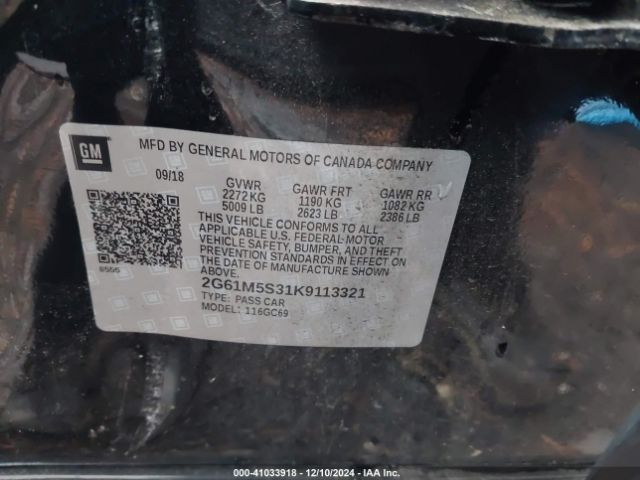 GM
MFD BY GENERAL MOTORS OF CANADA COMPANY
09/18
GVWR GAWR FRT GAWR RR
2272 KG 1190 KG 1082 KG
5009 LB 2623 LB 2386 LB
THIS VEHICLE CONFORMS TO ALL
APPLICABLE U.S. FEDERAL MOTOR
VEHICLE SAFETY, BUMPER, AND THEFT
PREVENTION STANDARDS IN EFFECT ON
THE DATE OF MANUFACTURE SHOWN
ABOVE.
2G61M5S31K9113321
TYPE: PASS CAR
MODEL: 116GC69
000-41033918 - 12/10/2024 - IAA Inc.